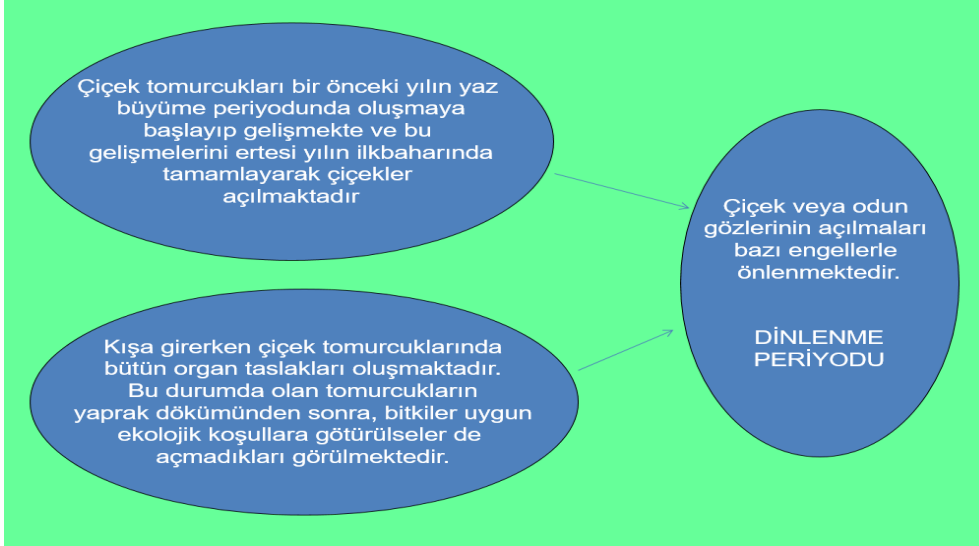 Çiçek tomurcukları bir önceki yılın yaz
büyüme periyodunda oluşmaya
başlayıp gelişmekte ve bu
gelişmelerini ertesi yılın ilkbaharında
tamamlayarak çiçekler
açılmaktadır
Kışa girerken çiçek tomurcuklarında
bütün organ taslakları oluşmaktadır.
Bu durumda olan tomurcukların
yaprak dökümünden sonra, bitkiler uygun
ekolojik koşullara götürülseler de
açmadıkları görülmektedir.
Çiçek veya odun
gözlerinin açılmaları
bazı engellerle
önlenmektedir.
DİNLENME
PERİYODU